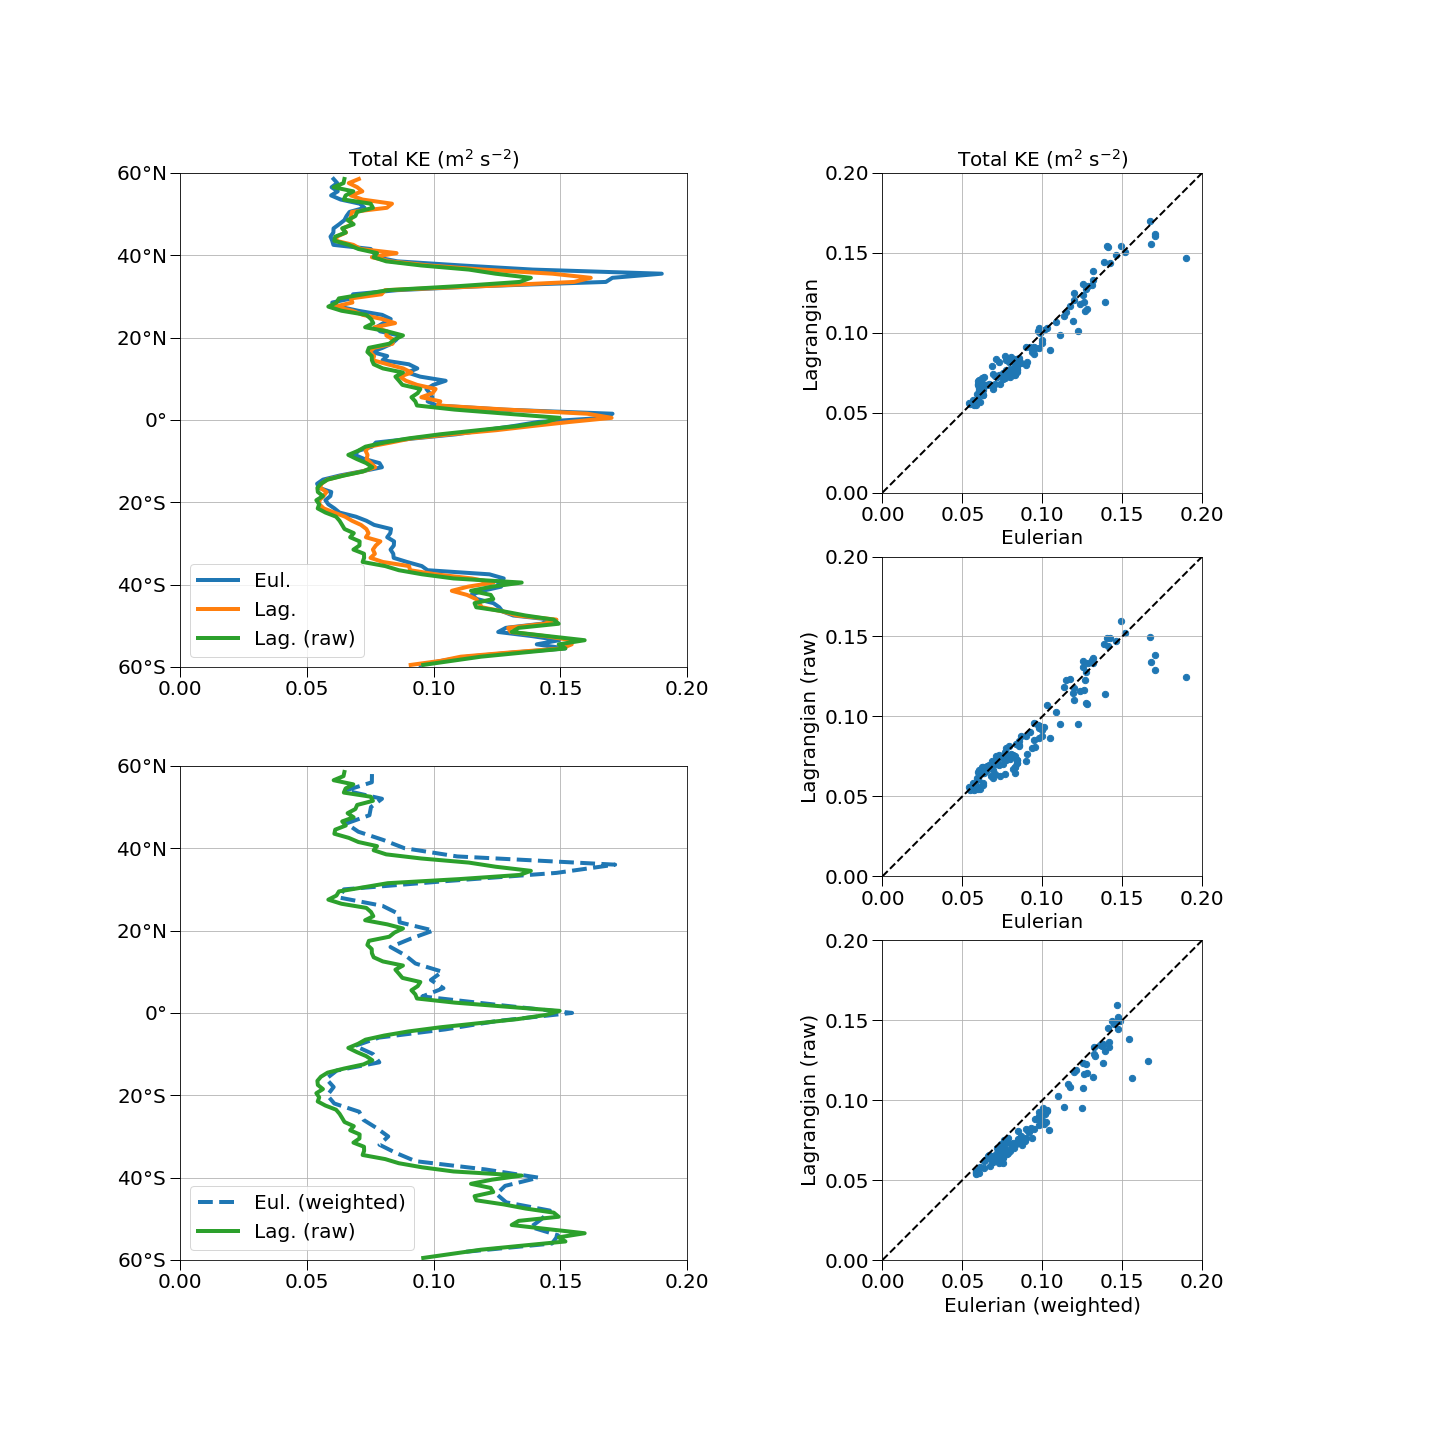 Total KE (m² s⁻²)
60°N
40°N
20°N
0°
20°S
40°S
60°S
0.00 0.05 0.10 0.15 0.20
Eul.
Lag.
Lag. (raw)
60°N
40°N
20°N
0°
20°S
40°S
60°S
0.00 0.05 0.10 0.15 0.20
Eul. (weighted)
Lag. (raw)
Total KE (m² s⁻²)
0.20
0.15
0.10
0.05
0.00
Lagrangian
0.00 0.05 0.10 0.15 0.20
Eulerian
0.20
0.15
0.10
0.05
0.00
Lagrangian (raw)
0.00 0.05 0.10 0.15 0.20
Eulerian
0.20
0.15
0.10
0.05
0.00
Lagrangian (raw)
0.00 0.05 0.10 0.15 0.20
Eulerian (weighted)